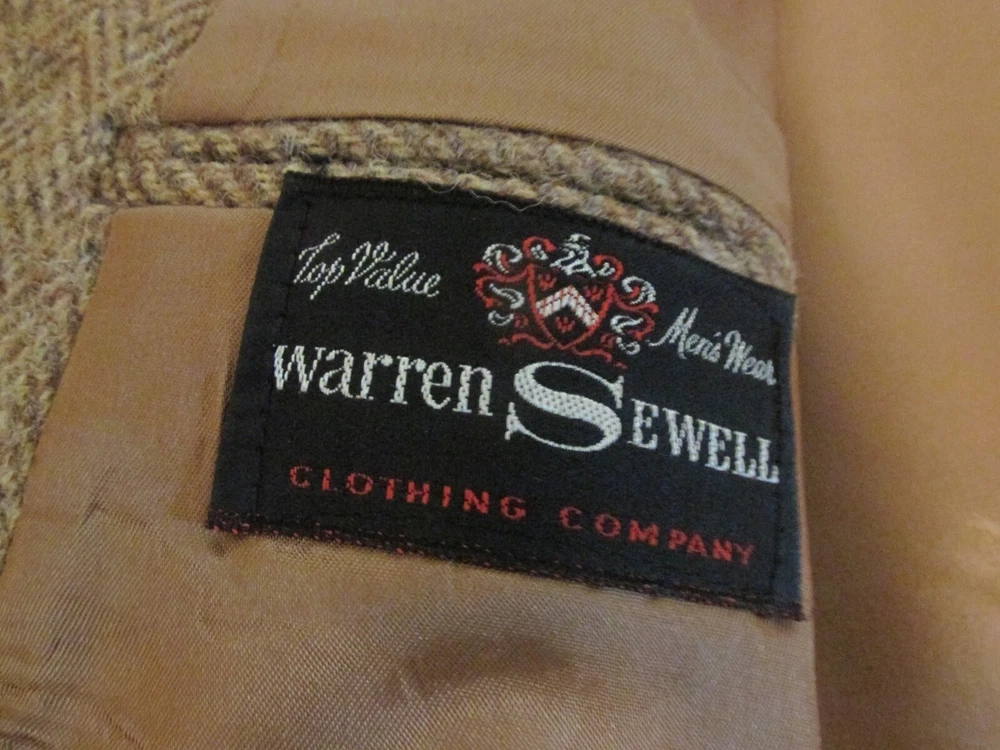 Top Value
Men's Wear
Warren SEWELL
CLOTHING COMPANY